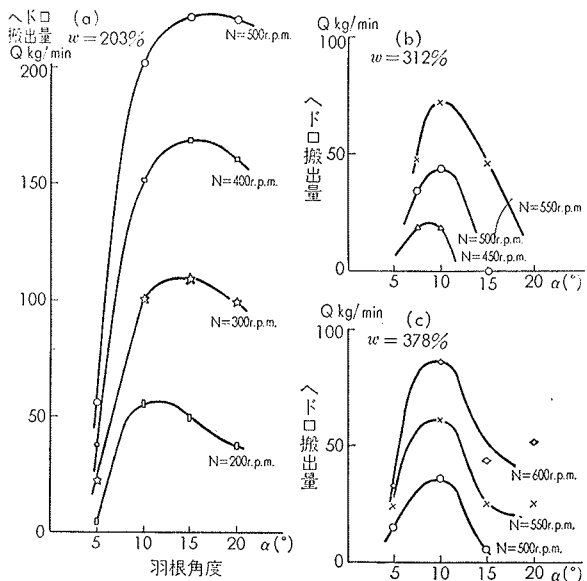 ヘドロ
搬出量
Q kg/min
(a)
w=203%
200
150
100
50
0
N=500r.p.m.
N=400r.p.m.
N=300r.p.m.
N=200r.p.m.
5 10 15 20 α(°)
羽根角度
(b)
w=312%
Q kg/min
100
50
0
ヘドロ搬出量
N=550r.p.m
N=500r.p.m.
N=450r.p.m.
5 10 15 20 α(°)
Q kg/min
(c)
w=378%
100
50
0
ヘドロ搬出量
N=600r.p.m.
N=550r.p.m.
N=500r.p.m.
5 10 15 20 α(°)